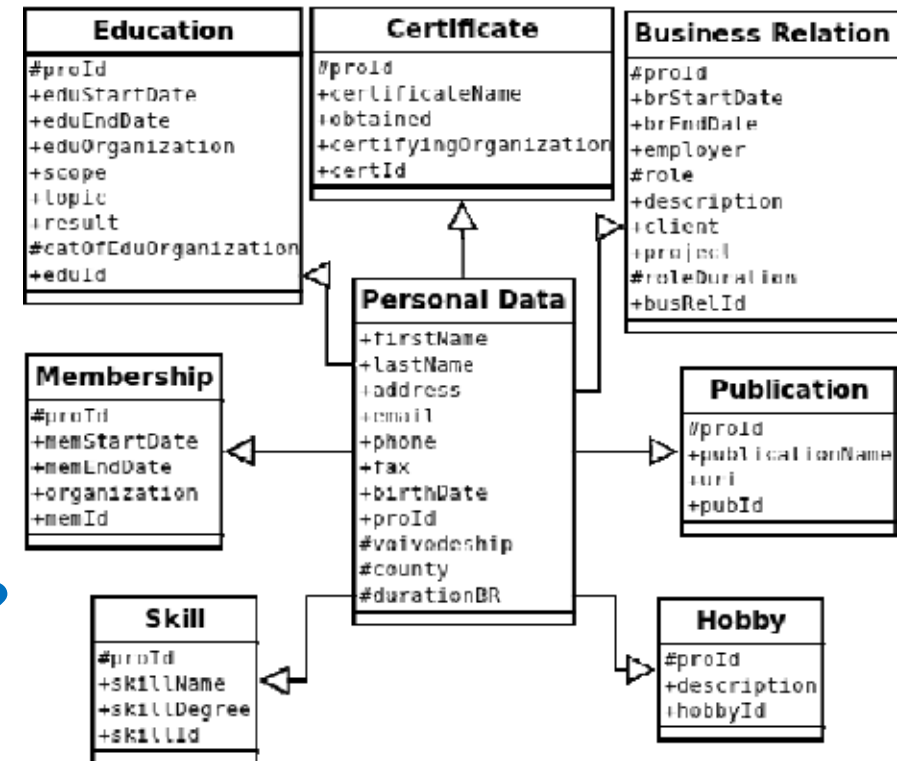 Education
#proId
+eduStartDate
+eduEndDate
+eduOrganization
+scope
+topic
+result
#catOfEduOrganization
+eduId
Certificate
#proId
+certificateName
+obtained
+certifyingOrganization
+certId
Business Relation
#proId
+brStartDate
+brEndDate
+employer
#role
+description
+client
+project
#roleDuration
+busRelId
Personal Data
+firstName
+lastName
+address
+email
+phone
+fax
+birthDate
+proId
#voivodeship
#county
#durationBR
Membership
#proId
+memStartDate
+memEndDate
+organization
+memId
Publication
#proId
+publicationName
+uri
+pubId
Skill
#proId
+skillName
+skillDegree
+skillId
Hobby
#proId
+description
+hobbyId